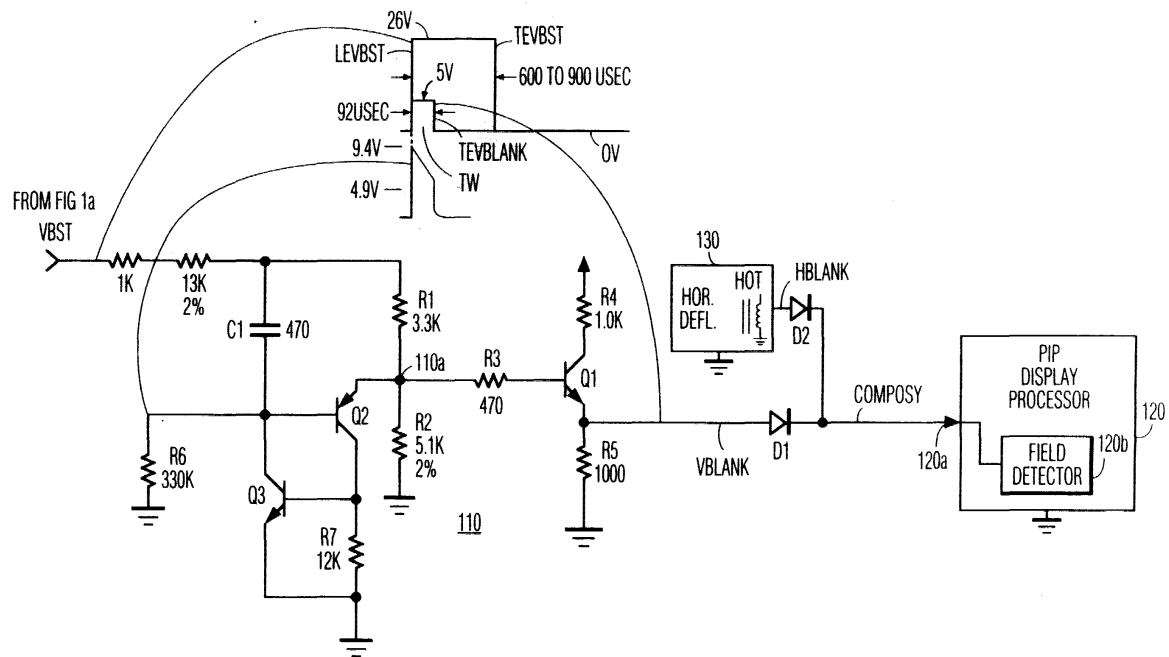 26V
TEVBST
LEVBST
5V
600 TO 900 USEC
92USEC
TEVBLANK
0V
9.4V
TW
4.9V
FROM FIG 1a
VBST
1K
13K
2%
C1
470
R1
3.3K
110a
R3
470
R4
1.0K
Q1
130
HOT
HOR.
DEFL.
HBLANK
D2
PIP
DISPLAY
PROCESSOR
120
COMPOSY
120a
FIELD
DETECTOR
120b
D1
VBLANK
R5
1000
Q2
R2
5.1K
2%
R6
330K
Q3
R7
12K
110